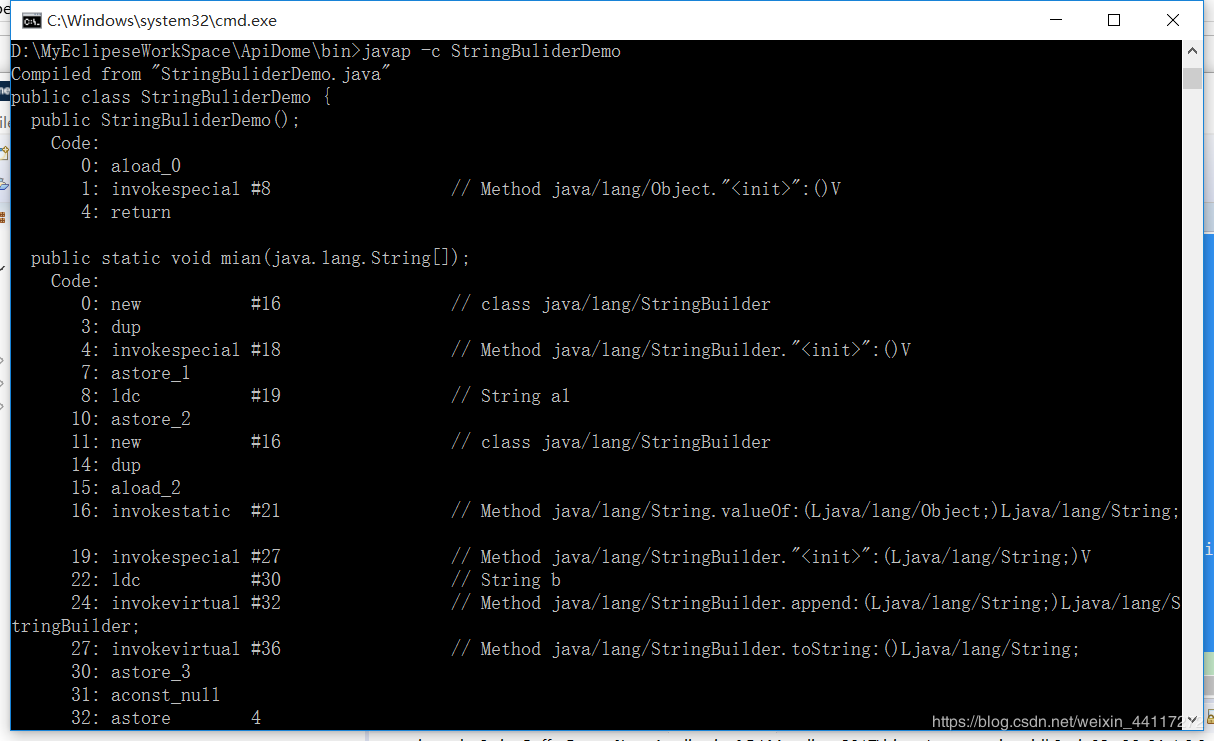 C:\Windows\system32\cmd.exe
D:\MyEclipeseWorkSpace\ApiDome\bin>javap -c StringBuliderDemo
Compiled from "StringBuliderDemo.java"
public class StringBuliderDemo {
public StringBuliderDemo();
Code:
0: aload_0
1: invokespecial #8 // Method java/lang/Object."<init>":()V
4: return
public static void mian(java.lang.String[]);
Code:
0: new #16 // class java/lang/StringBuilder
3: dup
4: invokespecial #18 // Method java/lang/StringBuilder."<init>":()V
7: astore_1
8: ldc #19 // String a1
10: astore_2
11: new #16 // class java/lang/StringBuilder
14: dup
15: aload_2
16: invokestatic #21 // Method java/lang/String.valueOf:(Ljava/lang/Object;)Ljava/lang/String;
19: invokespecial #27 // Method java/lang/StringBuilder."<init>":(Ljava/lang/String;)V
22: ldc #30 // String b
24: invokevirtual #32 // Method java/lang/StringBuilder.append:(Ljava/lang/String;)Ljava/lang/S
tringBuilder;
27: invokevirtual #36 // Method java/lang/StringBuilder.toString:()Ljava/lang/String;
30: astore_3
31: aconst_null
32: astore 4